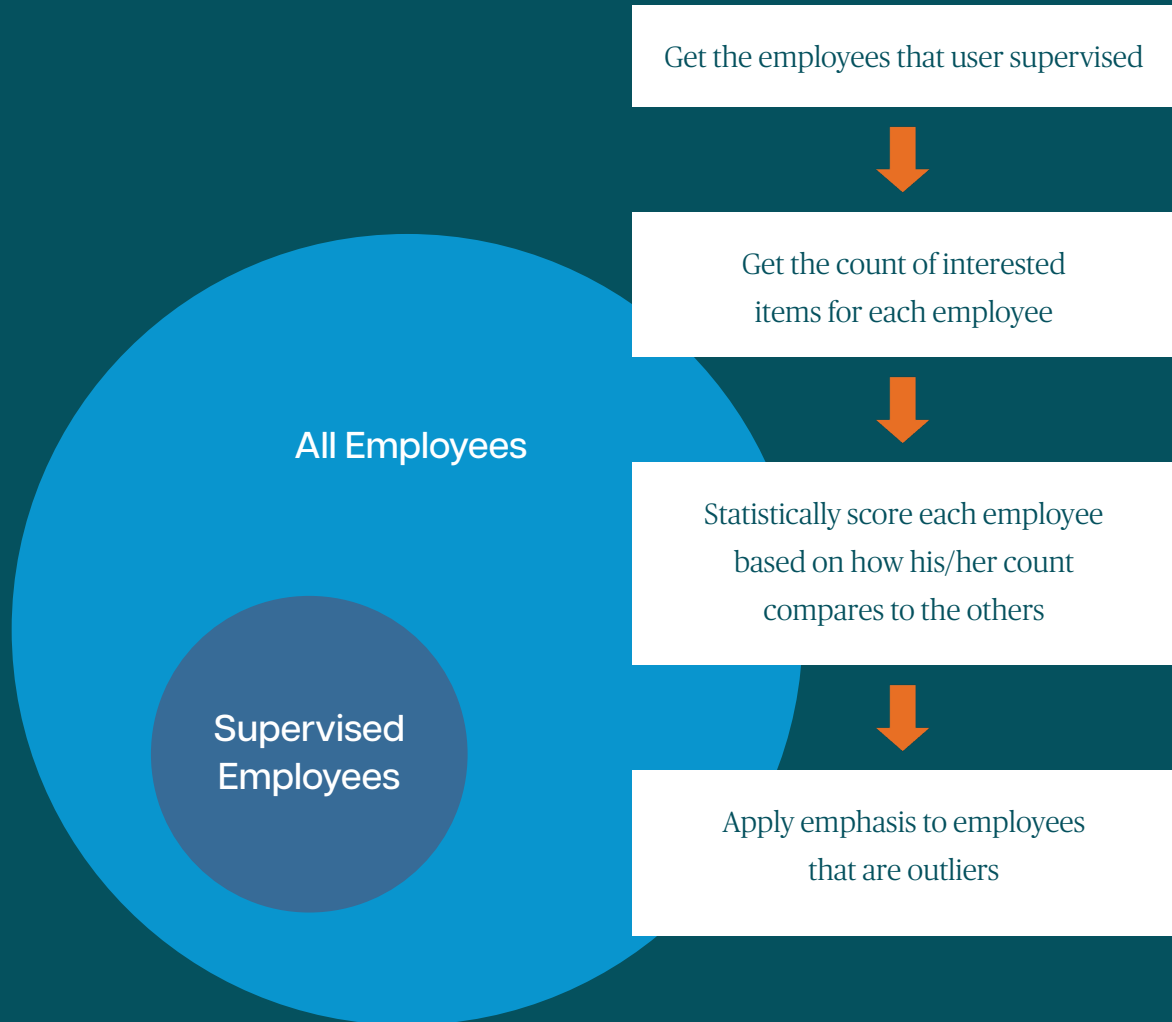 Get the employees that user supervised
Get the count of interested
items for each employee
All Employees
Statistically score each employee
based on how his/her count
compares to the others
Supervised
Employees
Apply emphasis to employees
that are outliers